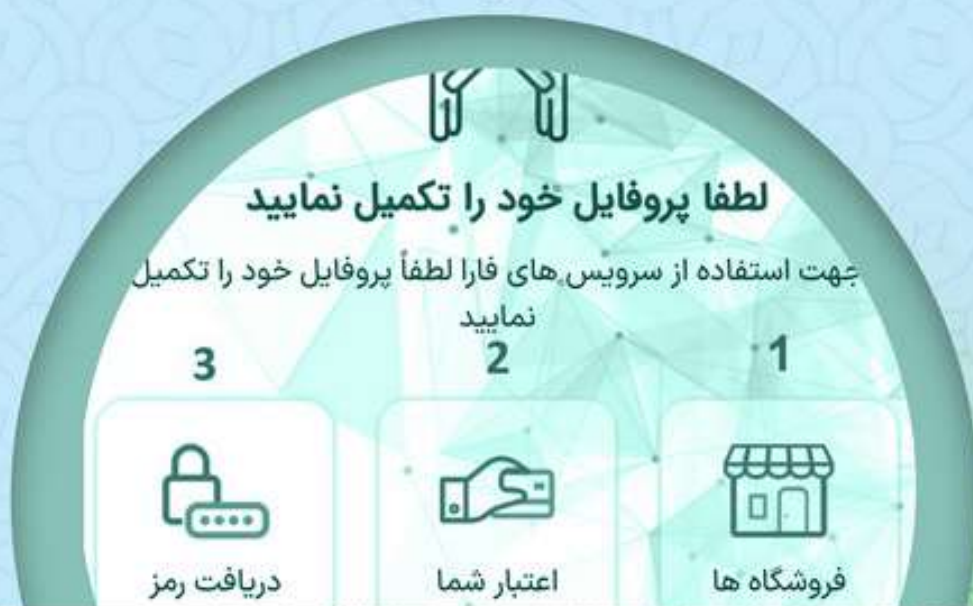 لطفا پروفایل خود را تکمیل نمایید
جهت استفاده از سرویس های فارا لطفاً پروفایل خود را تکمیل
نمایید
1
2
3
فروشگاه ها
اعتبار شما
دریافت رمز